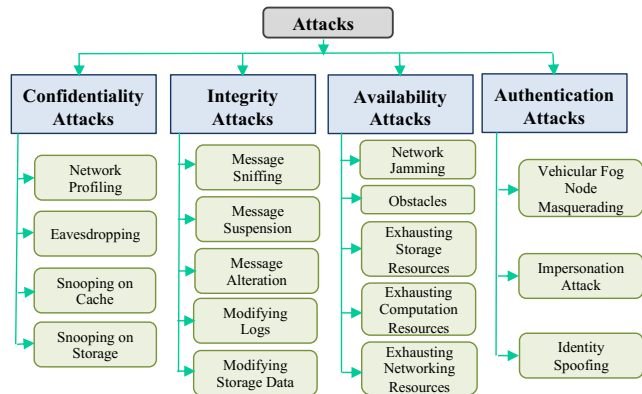 Attacks
Confidentiality
Attacks
Network
Profiling
Eavesdropping
Snooping on
Cache
Snooping on
Storage
Integrity
Attacks
Message
Sniffing
Message
Suspension
Message
Alteration
Modifying
Logs
Modifying
Storage Data
Availability
Attacks
Network
Jamming
Obstacles
Exhausting
Storage
Resources
Exhausting
Computation
Resources
Exhausting
Networking
Resources
Authentication
Attacks
Vehicular Fog
Node
Masquerading
Impersonation
Attack
Identity
Spoofing